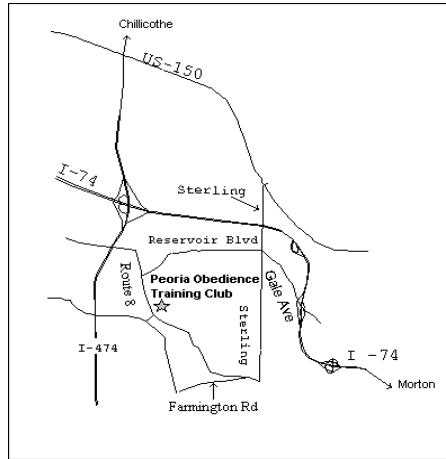 Chillicothe
US-150
I-74
Sterling
Reservoir Blvd
Route 8
Peoria Obedience
Training Club
Gale Ave
Sterling
I-474
I -74
Farmington Rd
Morton